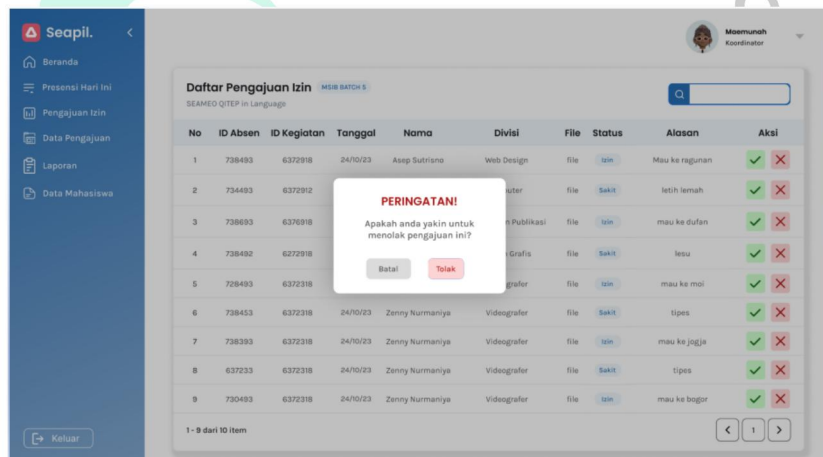 Seapil.
Maemunah
Koordinator
Beranda
Presensi Hari Ini
Pengajuan Izin
Data Pengajuan
Laporan
Data Mahasiswa
Keluar
Daftar Pengajuan Izin MSIB BATCH 5
SEAMEO QITEP in Language
No ID Absen ID Kegiatan Tanggal Nama Divisi File Status Alasan Aksi
1 738493 6372918 24/10/23 Asep Sutrisno Web Design file Izin Mau ke ragunan
2 734493 6372912 file Sakit letih lemah
3 738693 6376918 Publikasi file Izin mau ke dufan
4 738492 6272918 Grafis file Sakit lesu
5 728493 6372318 file Izin mau ke moi
6 738453 6372318 24/10/23 Zenny Nurmaniya Videografer file Sakit tipes
7 738393 6372318 24/10/23 Zenny Nurmaniya Videografer file Izin mau ke jogja
8 637233 6372318 24/10/23 Zenny Nurmaniya Videografer file Sakit tipes
9 730493 6372318 24/10/23 Zenny Nurmaniya Videografer file Izin mau ke bogor
1 - 9 dari 10 item
1
PERINGATAN!
Apakah anda yakin untuk
menolak pengajuan ini?
Batal Tolak